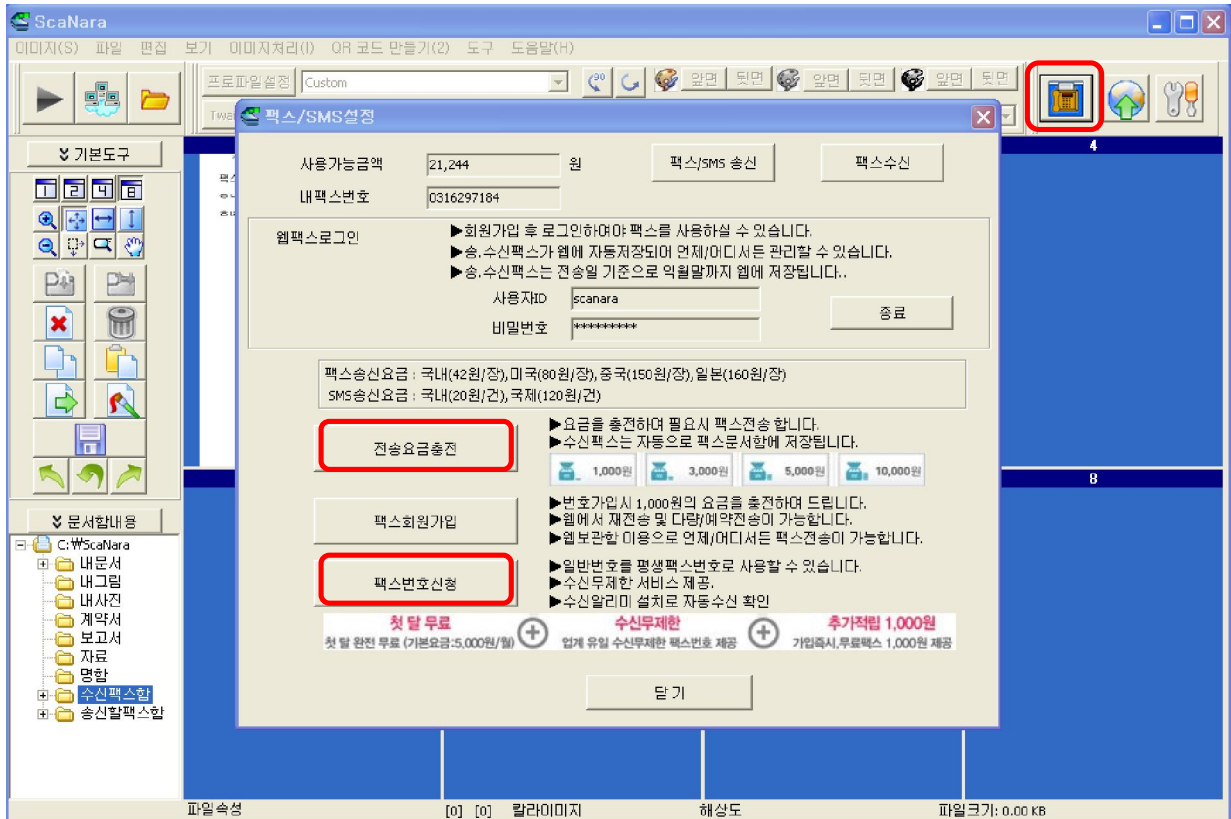 ScaNara
이미지(S) 파일 편집 보기 이미지처리(I) QR 코드 만들기(2) 도구 도움말(H)
프로파일설정 Custom 앞면 뒷면 앞면 뒷면 앞면 뒷면
기본도구
4
팩스/SMS설정
사용가능금액 21,244 원 팩스/SMS 송신 팩스수신
내팩스번호 0316297184
웹팩스로그인
▶회원가입 후 로그인하여야 팩스를 사용하실 수 있습니다.
▶송.수신팩스가 웹에 자동저장되어 언제/어디서든 관리할 수 있습니다.
▶송.수신팩스는 전송일 기준으로 익월말까지 웹에 저장됩니다..
사용자ID scanara
비밀번호 *********
종료
팩스송신요금 : 국내(42원/장),미국(80원/장),중국(150원/장),일본(160원/장)
SMS송신요금 : 국내(20원/건),국제(120원/건)
전송요금충전
▶요금을 충전하여 필요시 팩스전송 합니다.
▶수신팩스는 자동으로 팩스문서함에 저장됩니다.
1,000원 3,000원 5,000원 10,000원
팩스회원가입
▶번호가입시 1,000원의 요금을 충전하여 드립니다.
▶웹에서 재전송 및 다량/예약전송이 가능합니다.
▶웹보관함 이용으로 언제/어디서든 팩스전송이 가능합니다.
팩스번호신청
▶일반번호를 평생팩스번호로 사용할 수 있습니다.
▶수신무제한 서비스 제공.
▶수신알리미 설치로 자동수신 확인
첫 달 무료 수신무제한 추가적립 1,000원
첫 달 완전 무료 (기본요금:5,000원/월) 업계 유일 수신무제한 팩스번호 제공 가입즉시,무료팩스 1,000원 제공
닫기
8
문서함내용
C:₩ScaNara
내문서
내그림
내사진
계약서
보고서
자료
명함
수신팩스함
송신할팩스함
파일속성 [0] [0] 칼라이미지 해상도 파일크기: 0.00 KB